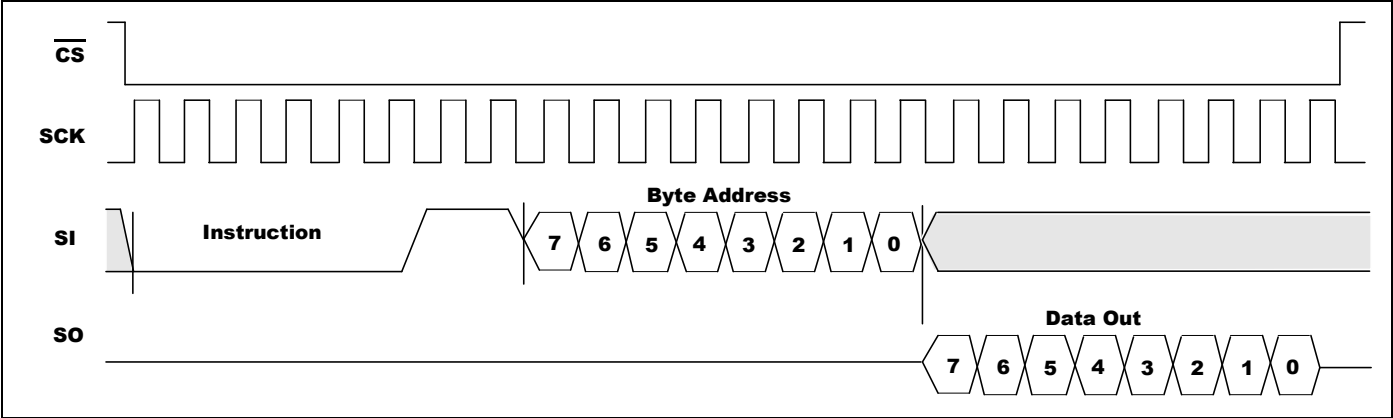 CS
SCK
Byte Address
SI Instruction 7 6 5 4 3 2 1 0
Data Out
SO
7 6 5 4 3 2 1 0